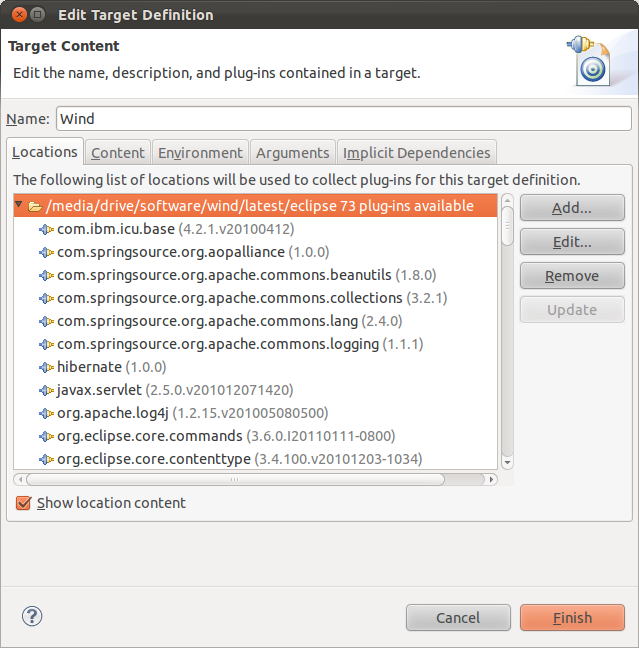 Edit Target Definition
Target Content
Edit the name, description, and plug-ins contained in a target.
Name: Wind
Locations Content Environment Arguments Implicit Dependencies
The following list of locations will be used to collect plug-ins for this target definition.
/media/drive/software/wind/latest/eclipse 73 plug-ins available
Add...
com.ibm.icu.base (4.2.1.v20100412)
com.springsource.org.aopalliance (1.0.0)
Edit...
com.springsource.org.apache.commons.beanutils (1.8.0)
Remove
com.springsource.org.apache.commons.collections (3.2.1)
Update
com.springsource.org.apache.commons.lang (2.4.0)
com.springsource.org.apache.commons.logging (1.1.1)
hibernate (1.0.0)
javax.servlet (2.5.0.v201012071420)
org.apache.log4j (1.2.15.v201005080500)
org.eclipse.core.commands (3.6.0.I20110111-0800)
org.eclipse.core.contenttype (3.4.100.v20101203-1034)
Show location content
? Cancel Finish